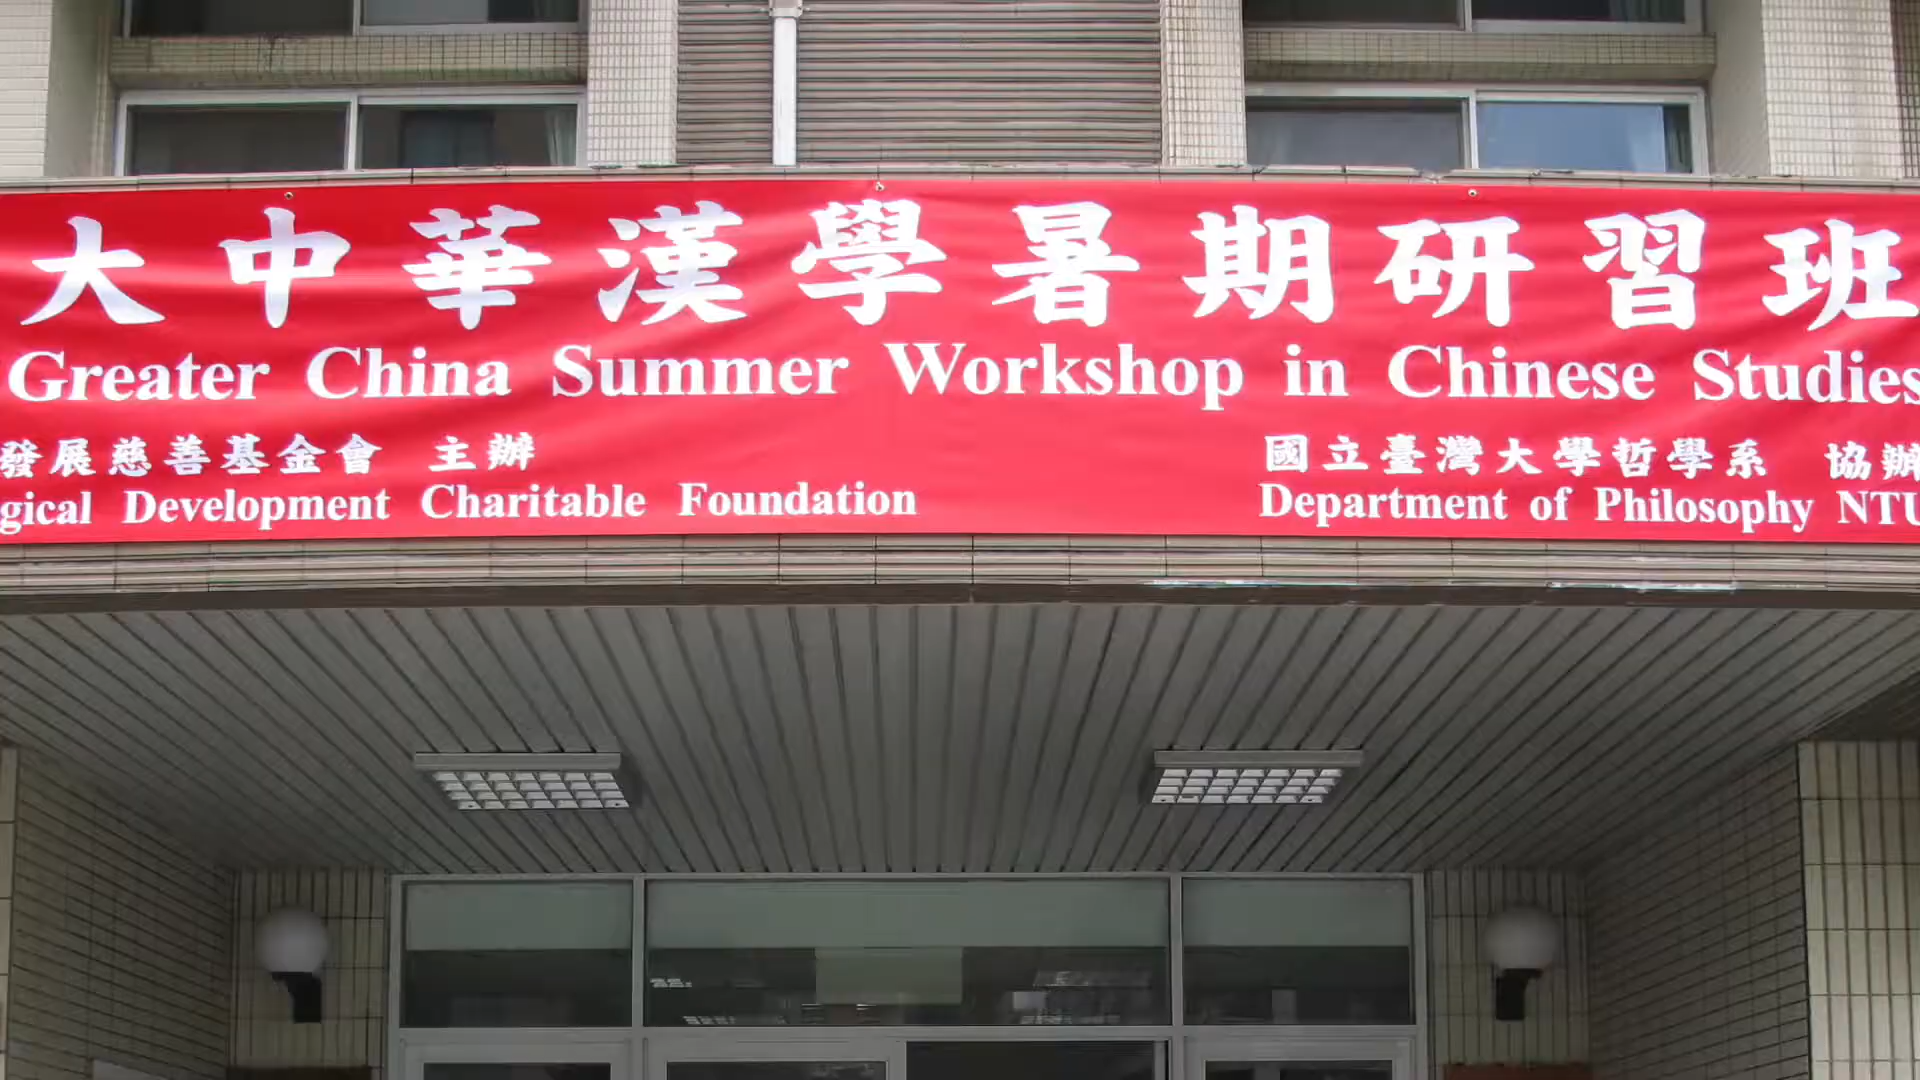 大中華漢學暑期研習班
Greater China Summer Workshop in Chinese Studies
發展慈善基金會 主辦 國立臺灣大學哲學系 協辦
gical Development Charitable Foundation Department of Philosophy NTU